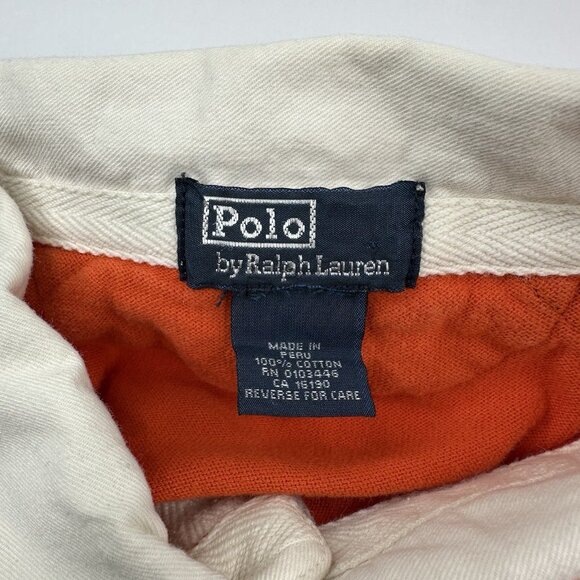 Polo
by Ralph Lauren
MADE IN
PERU
100% COTTON
RN 0103446
CA 16190
REVERSE FOR CARE